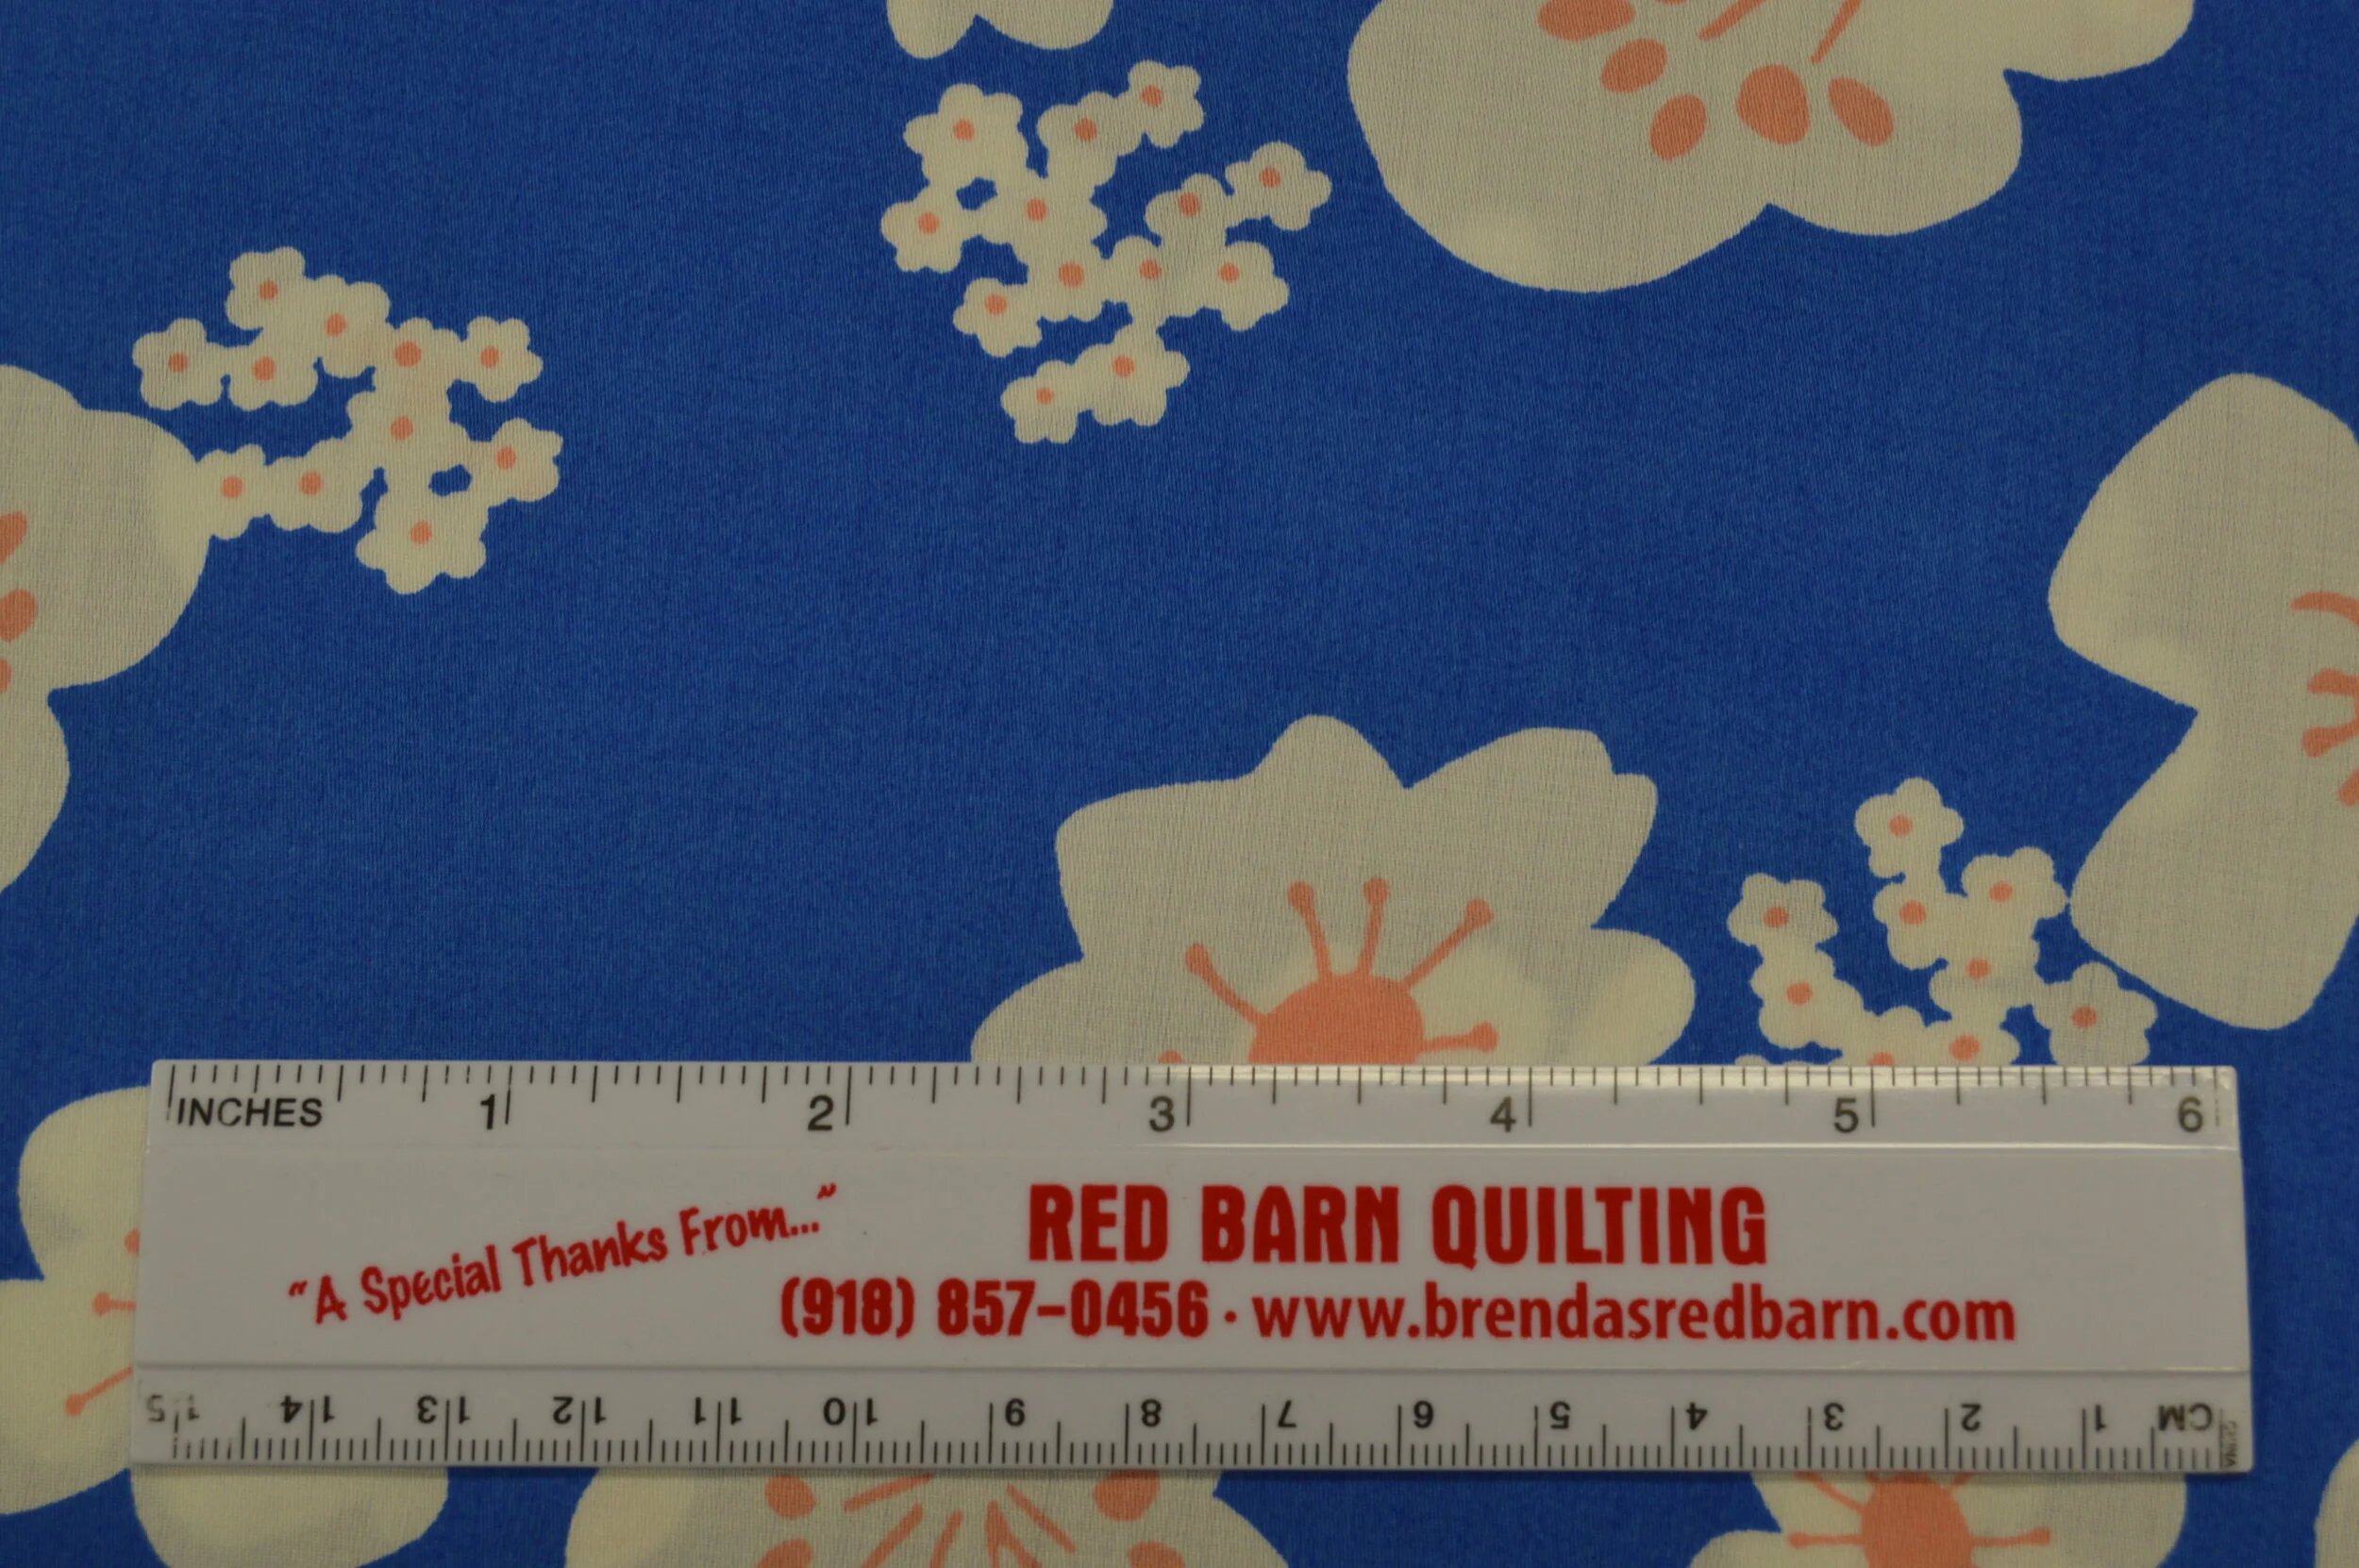 INCHES 1 2 3 4 5 6
"A Special Thanks From..."
RED BARN QUILTING
(918) 857-0456 · www.brendasredbarn.com
15 14 13 12 11 10 9 8 7 6 5 4 3 2 1 CM